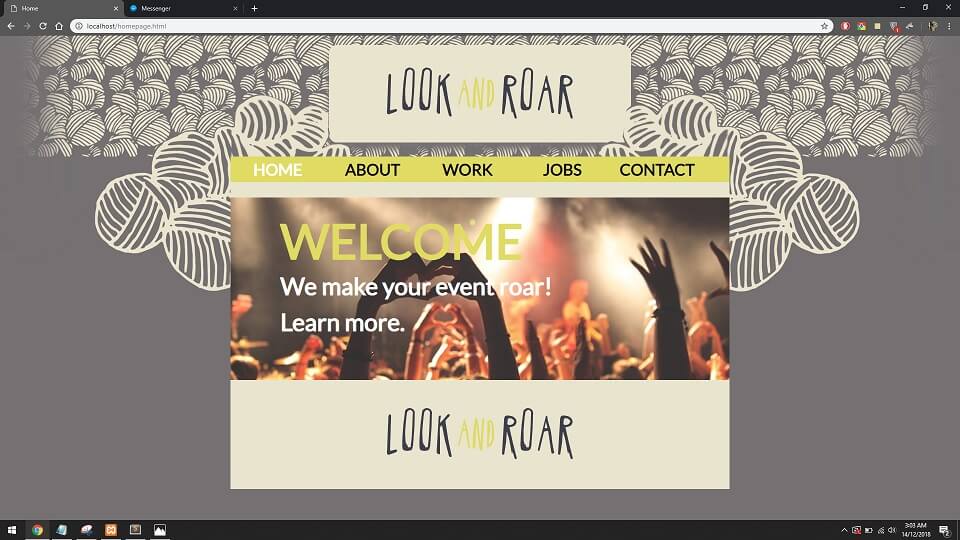 Home
Messenger
localhost/homepage.html
LOOK AND ROAR
HOME ABOUT WORK JOBS CONTACT
WELCOME
We make your event roar!
Learn more.
LOOK AND ROAR
3:03 AM
14/12/2018